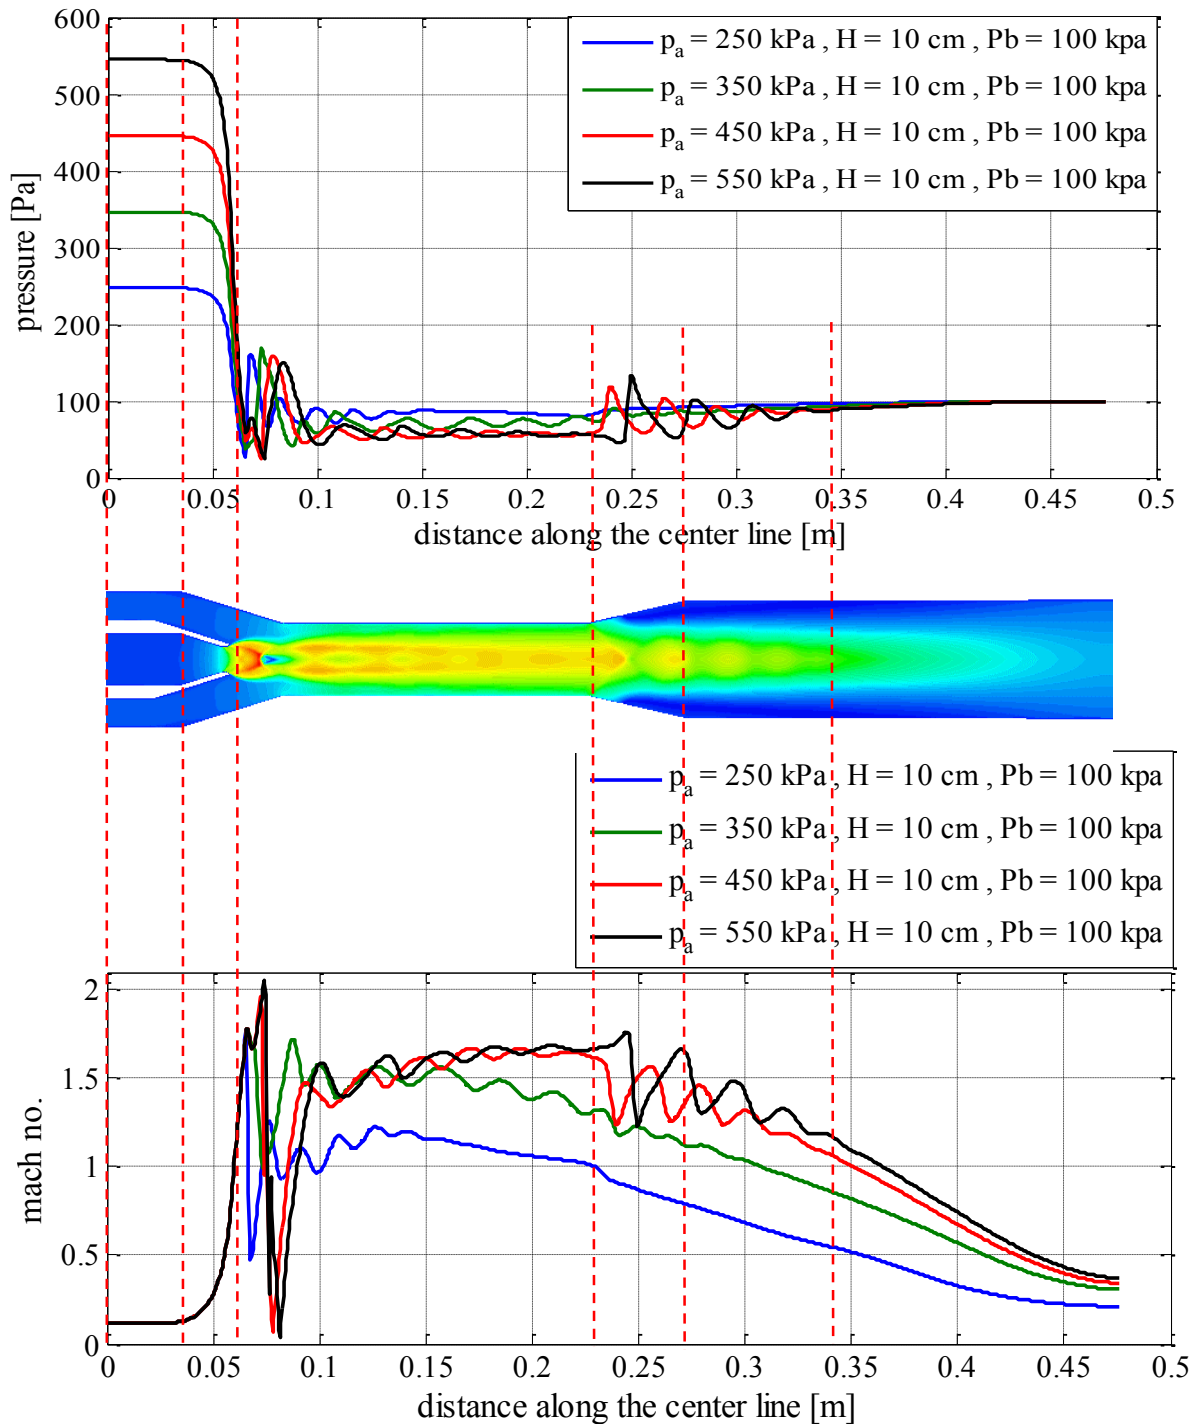 600
500
400
300
200
100
0
pressure [Pa]
p_a = 250 kPa , H = 10 cm , Pb = 100 kpa
p_a = 350 kPa , H = 10 cm , Pb = 100 kpa
p_a = 450 kPa , H = 10 cm , Pb = 100 kpa
p_a = 550 kPa , H = 10 cm , Pb = 100 kpa
0 0.05 0.1 0.15 0.2 0.25 0.3 0.35 0.4 0.45 0.5
distance along the center line [m]
p_a = 250 kPa , H = 10 cm , Pb = 100 kpa
p_a = 350 kPa , H = 10 cm , Pb = 100 kpa
p_a = 450 kPa , H = 10 cm , Pb = 100 kpa
p_a = 550 kPa , H = 10 cm , Pb = 100 kpa
2
1.5
1
0.5
0
mach no.
0 0.05 0.1 0.15 0.2 0.25 0.3 0.35 0.4 0.45 0.5
distance along the center line [m]